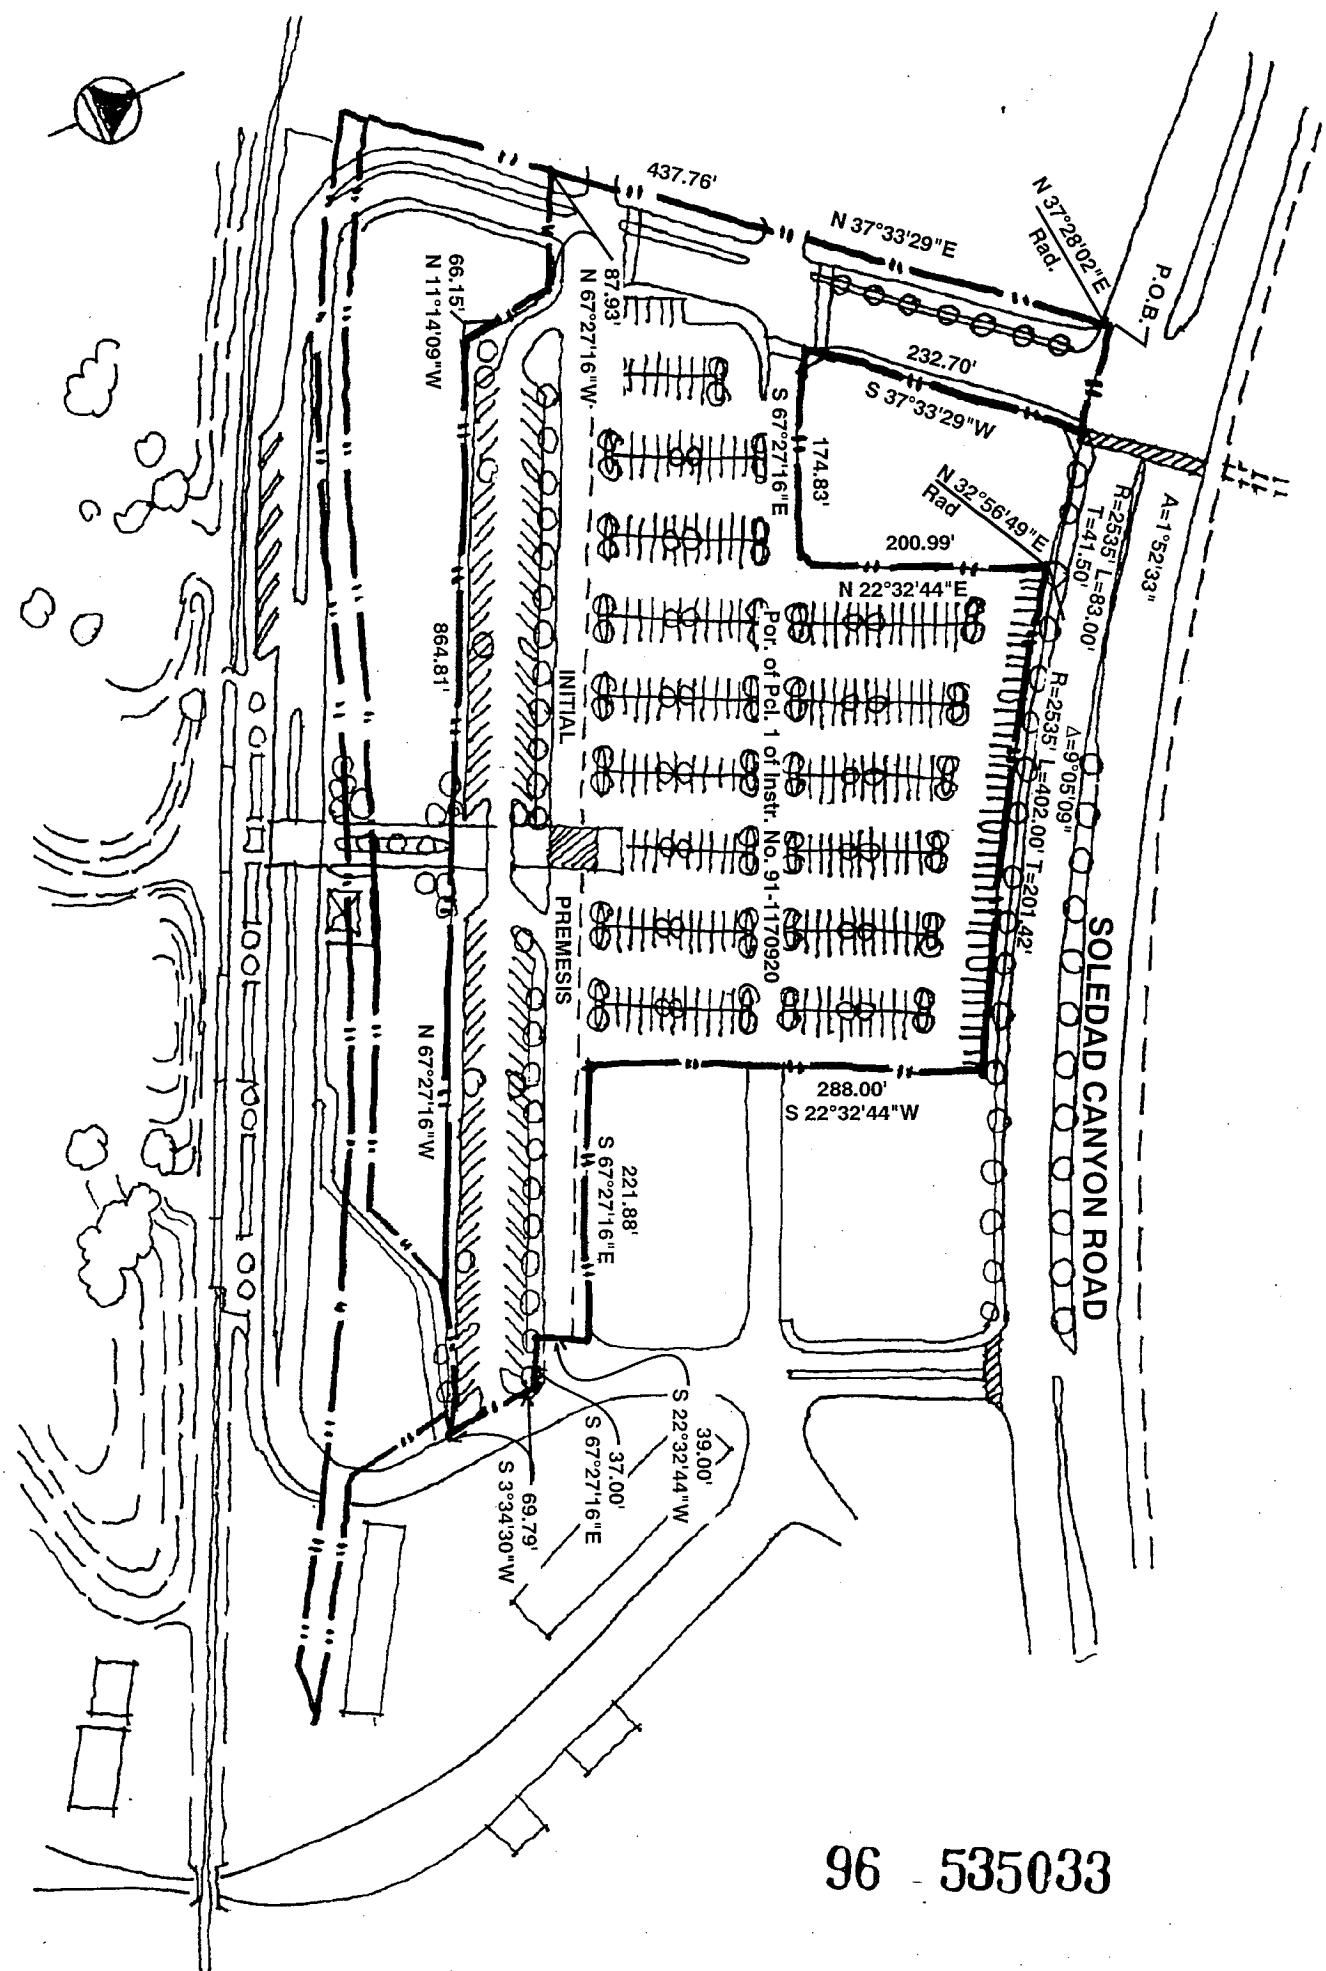 437.76'
N 37°33'29"E
N 37°28'02"E
Rad.
P.O.B.
66.15'
N 11°14'09"W
87.93'
N 67°27'16"W
232.70'
S 37°33'29"W
S 67°27'16"E
174.83'
N 32°56'49"E
Rad
200.99'
N 22°32'44"E
A=1°52'33"
R=2535' L=83.00'
T=41.50'
Δ=9°05'09"
R=2535' L=402.00' T=201.42'
864.81'
N 67°27'16"W
INITIAL
PREMESIS
Por. of Pcl. 1 of Instr. No. 91-1170920
SOLEDAD CANYON ROAD
288.00'
S 22°32'44"W
221.88'
S 67°27'16"E
39.00'
S 22°32'44"W
37.00'
S 67°27'16"E
69.79'
S 3°34'30"W
96 535033